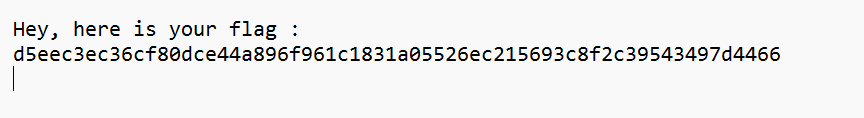 Hey, here is your flag :
d5eec3ec36cf80dce44a896f961c1831a05526ec215693c8f2c39543497d4466